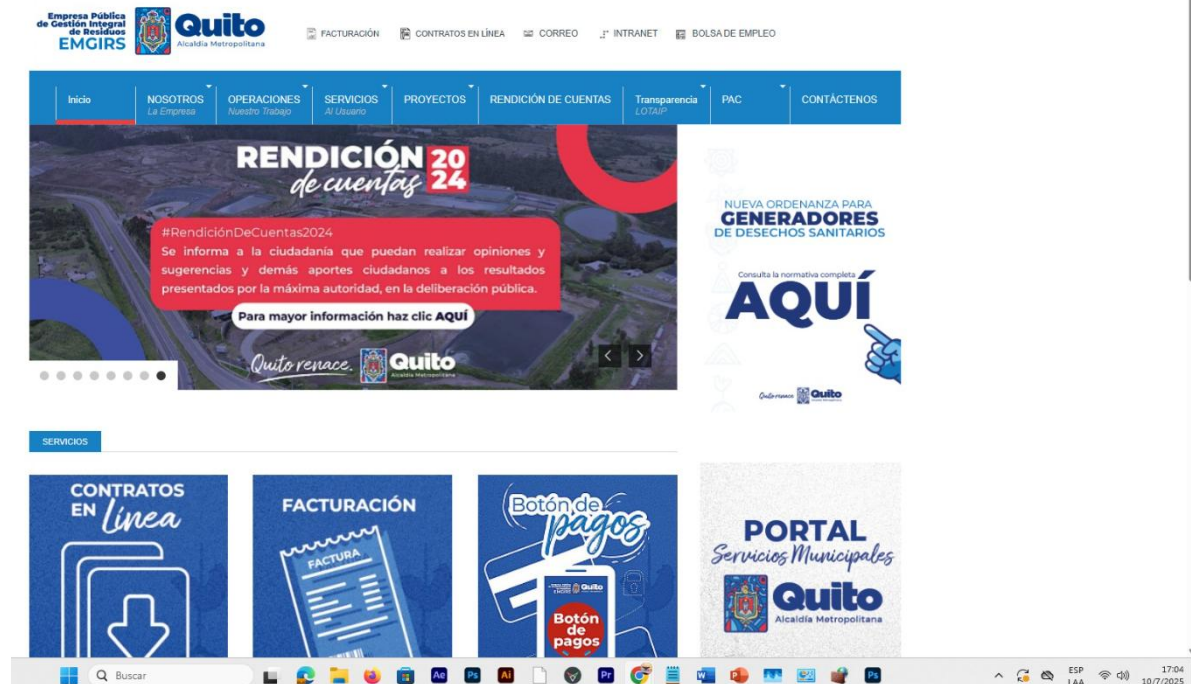 Empresa Pública
de Gestión Integral
de Residuos
EMGIRS
Quito
Alcaldía Metropolitana
FACTURACIÓN
CONTRATOS EN LÍNEA
CORREO
INTRANET
BOLSA DE EMPLEO
Inicio
NOSOTROS
La Empresa
OPERACIONES
Nuestro Trabajo
SERVICIOS
Al Usuario
PROYECTOS
RENDICIÓN DE CUENTAS
Transparencia
LOTAIP
PAC
CONTÁCTENOS
RENDICIÓN 20
de cuentas 24
#RendiciónDeCuentas2024
Se informa a la ciudadanía que puedan realizar opiniones y
sugerencias y demás aportes ciudadanos a los resultados
presentados por la máxima autoridad, en la deliberación pública.
Para mayor información haz clic AQUÍ
Quito renace.
Quito
Alcaldía Metropolitana
NUEVA ORDENANZA PARA
GENERADORES
DE DESECHOS SANITARIOS
Consulta la normativa completa
AQUÍ
Quito renace
Quito
SERVICIOS
CONTRATOS
EN Línea
FACTURACIÓN
FACTURA
Botón de
pagos
Quito
Botón
de
pagos
PORTAL
Servicios Municipales
Quito
Alcaldía Metropolitana
Buscar
Ae
Ps
Ai
Pr
Ps
ESP
LAA
17:04
10/7/2025